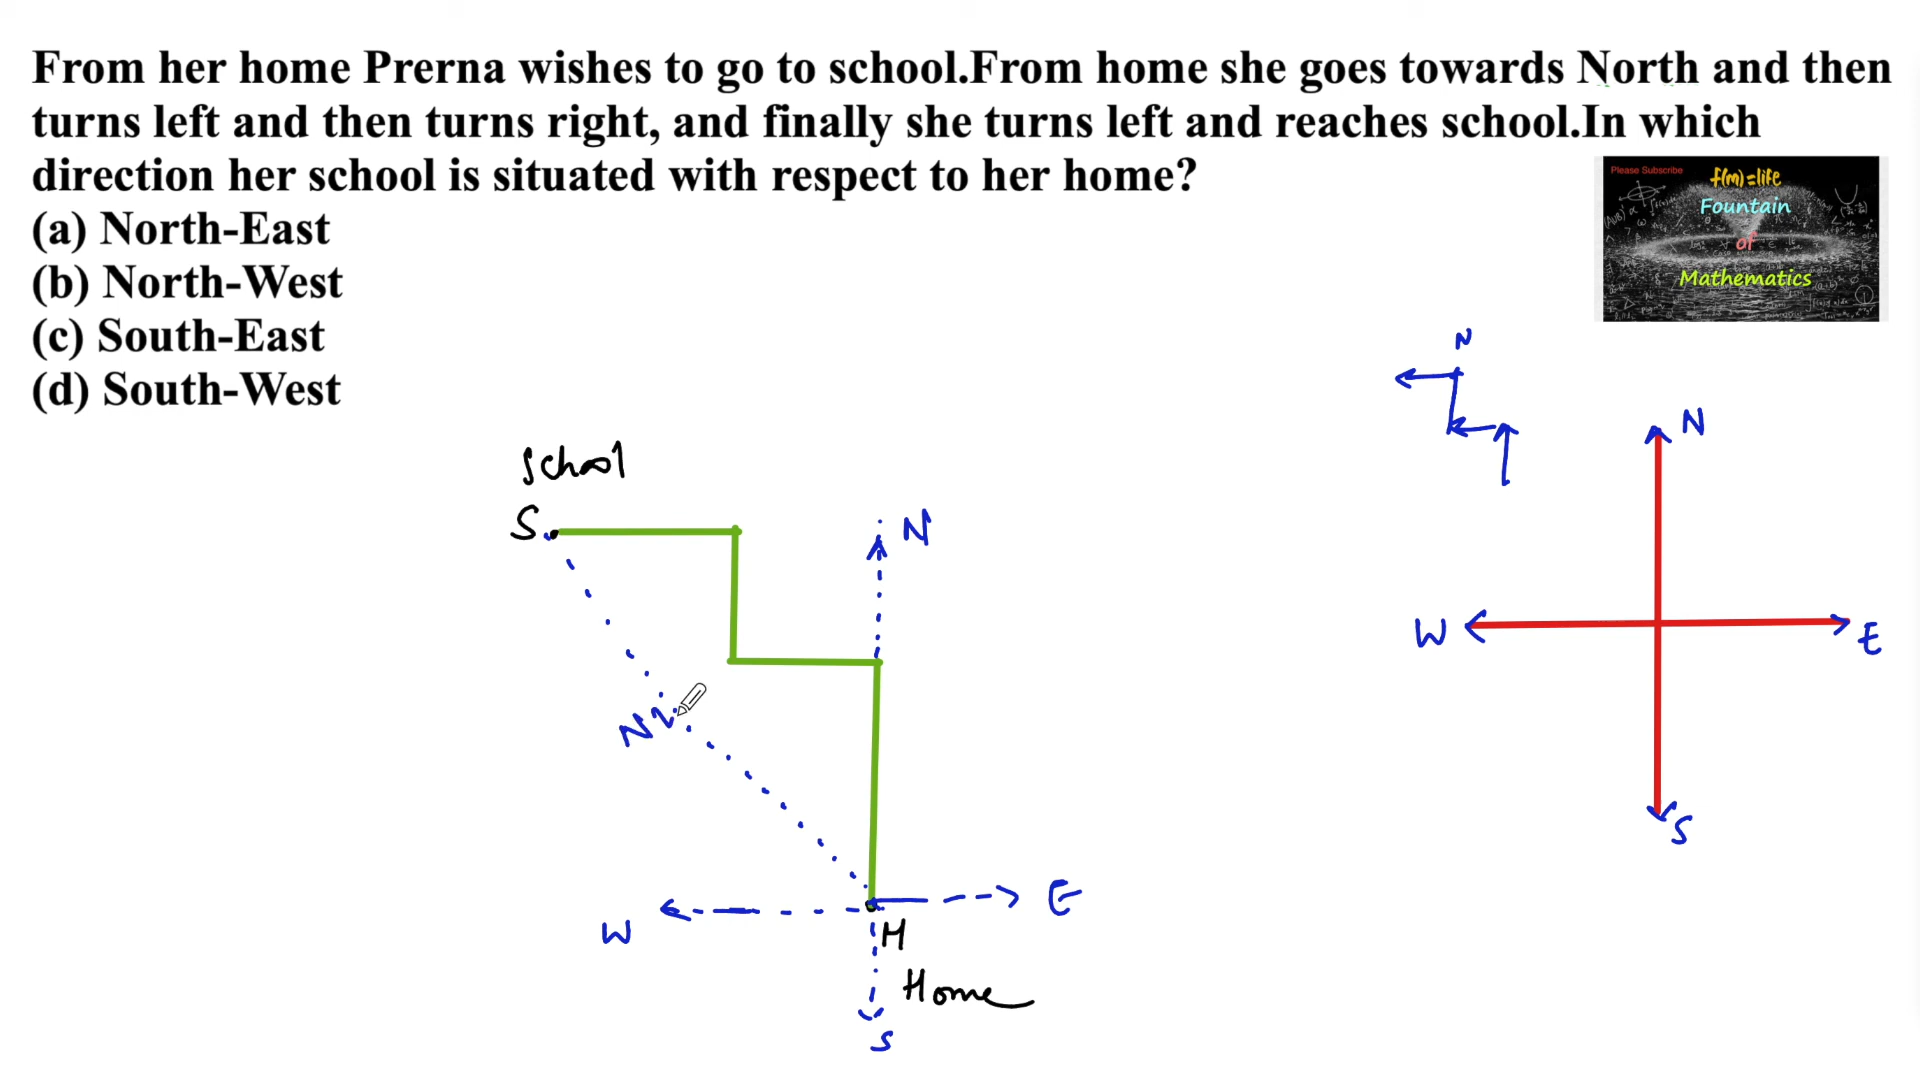 From her home Prerna wishes to go to school.From home she goes towards North and then
turns left and then turns right, and finally she turns left and reaches school.In which
direction her school is situated with respect to her home?
(a) North-East
(b) North-West
(c) South-East
(d) South-West
Please Subscribe
f(m)=life
Fountain
of
Mathematics
N
N
School
S
N
W
E
N
S
W
E
H
Home
S